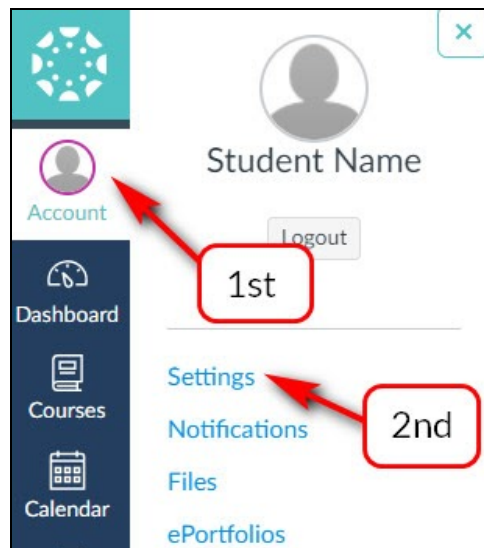 Student Name
Account
Logout
1st
Dashboard
Settings
Courses
2nd
Notifications
Files
Calendar
ePortfolios